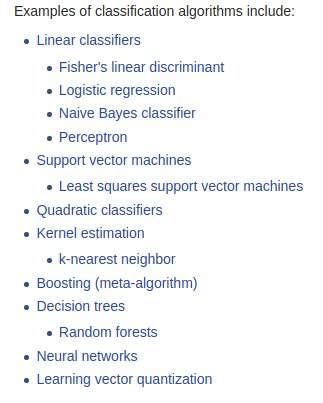 Examples of classification algorithms include:
Linear classifiers
Fisher's linear discriminant
Logistic regression
Naive Bayes classifier
Perceptron
Support vector machines
Least squares support vector machines
Quadratic classifiers
Kernel estimation
k-nearest neighbor
Boosting (meta-algorithm)
Decision trees
Random forests
Neural networks
Learning vector quantization